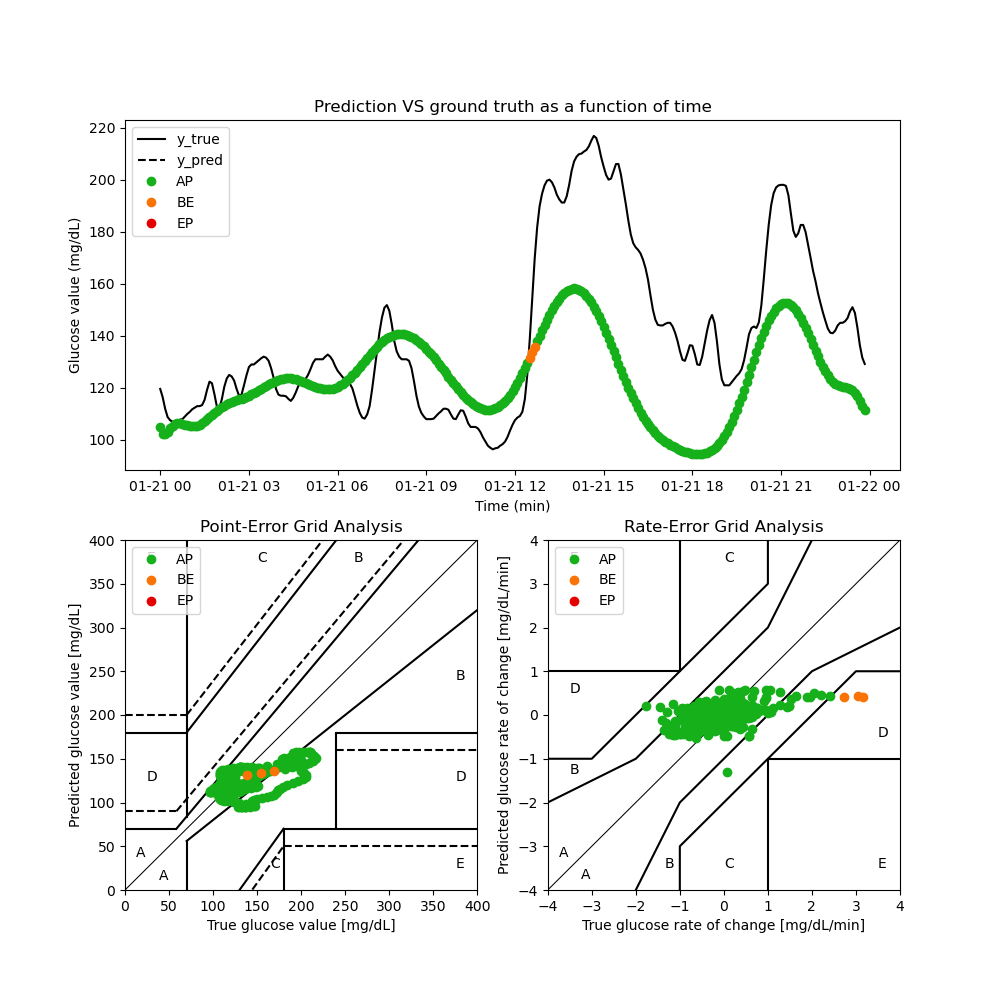 Prediction VS ground truth as a function of time
Glucose value (mg/dL)
220
200
180
160
140
120
100
y_true
y_pred
AP
BE
EP
01-21 00 01-21 03 01-21 06 01-21 09 01-21 12 01-21 15 01-21 18 01-21 21 01-22 00
Time (min)
Point-Error Grid Analysis
Predicted glucose value [mg/dL]
400
350
300
250
200
150
100
50
0
AP
BE
EP
C B
B
D D
A
A
C
E
0 50 100 150 200 250 300 350 400
True glucose value [mg/dL]
Rate-Error Grid Analysis
Predicted glucose rate of change [mg/dL/min]
4
3
2
1
0
−1
−2
−3
−4
AP
BE
EP
C
D
D
B
A
A
B C E
−4 −3 −2 −1 0 1 2 3 4
True glucose rate of change [mg/dL/min]